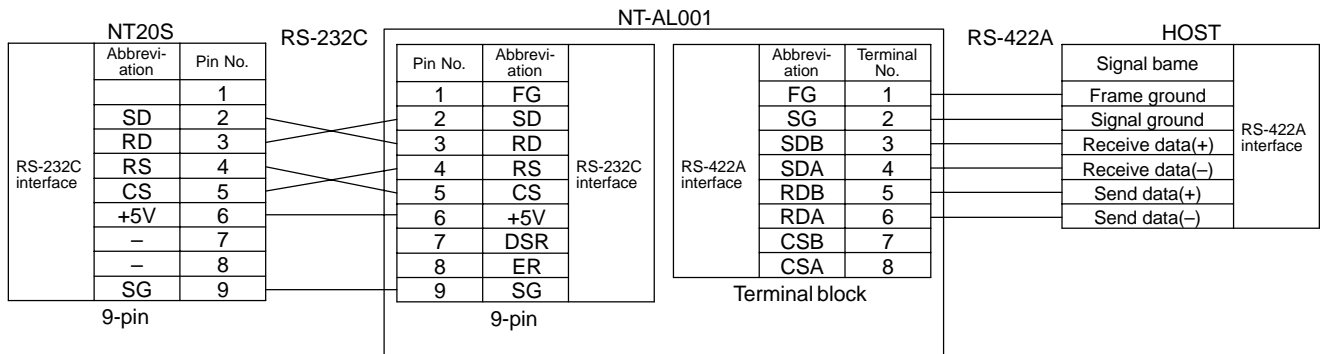 NT-AL001
NT20S RS-232C RS-422A HOST
RS-232C interface
Abbrevi-ation Pin No.
1
SD 2
RD 3
RS 4
CS 5
+5V 6
– 7
– 8
SG 9
9-pin
Pin No. Abbrevi-ation
1 FG
2 SD
3 RD
4 RS
5 CS
6 +5V
7 DSR
8 ER
9 SG
RS-232C interface
9-pin
RS-422A interface
Abbrevi-ation Terminal No.
FG 1
SG 2
SDB 3
SDA 4
RDB 5
RDA 6
CSB 7
CSA 8
Terminal block
Signal bame
Frame ground
Signal ground
Receive data(+)
Receive data(–)
Send data(+)
Send data(–)
RS-422A interface